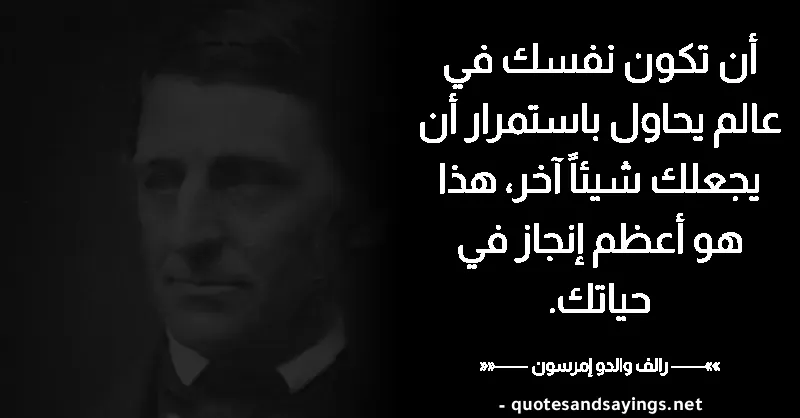 أن تكون نفسك في
عالم يحاول باستمرار أن
يجعلك شيئاً آخر، هذا
هو أعظم إنجاز في
حياتك.
»—— رالف والدو إمرسون ——««
- quotesandsayings.net